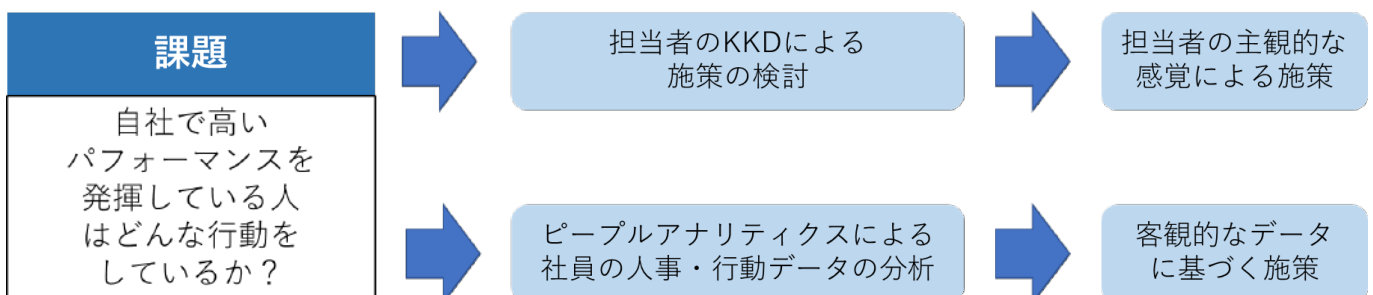 課題
自社で高い
パフォーマンスを
発揮している人
はどんな行動を
しているか？
担当者のKKDによる
施策の検討
担当者の主観的な
感覚による施策
ピープルアナリティクスによる
社員の人事・行動データの分析
客観的なデータ
に基づく施策